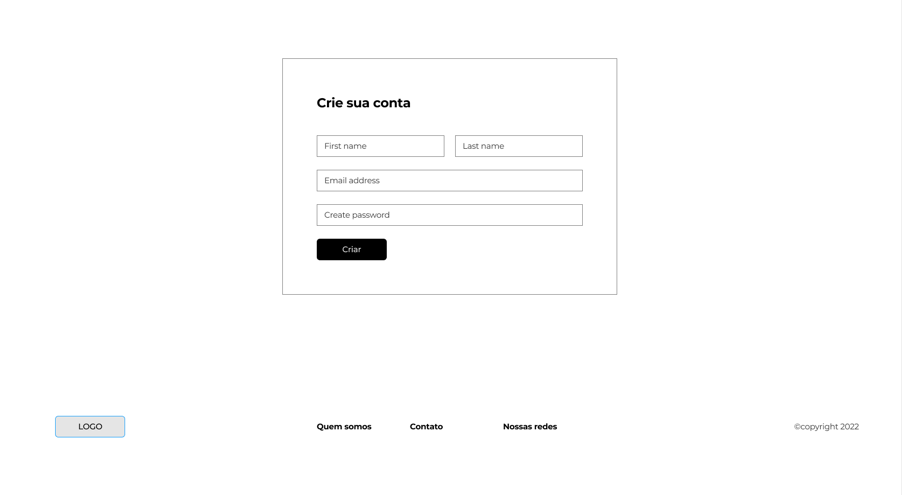 Crie sua conta
First name
Last name
Email address
Create password
Criar
LOGO
Quem somos
Contato
Nossas redes
©copyright 2022